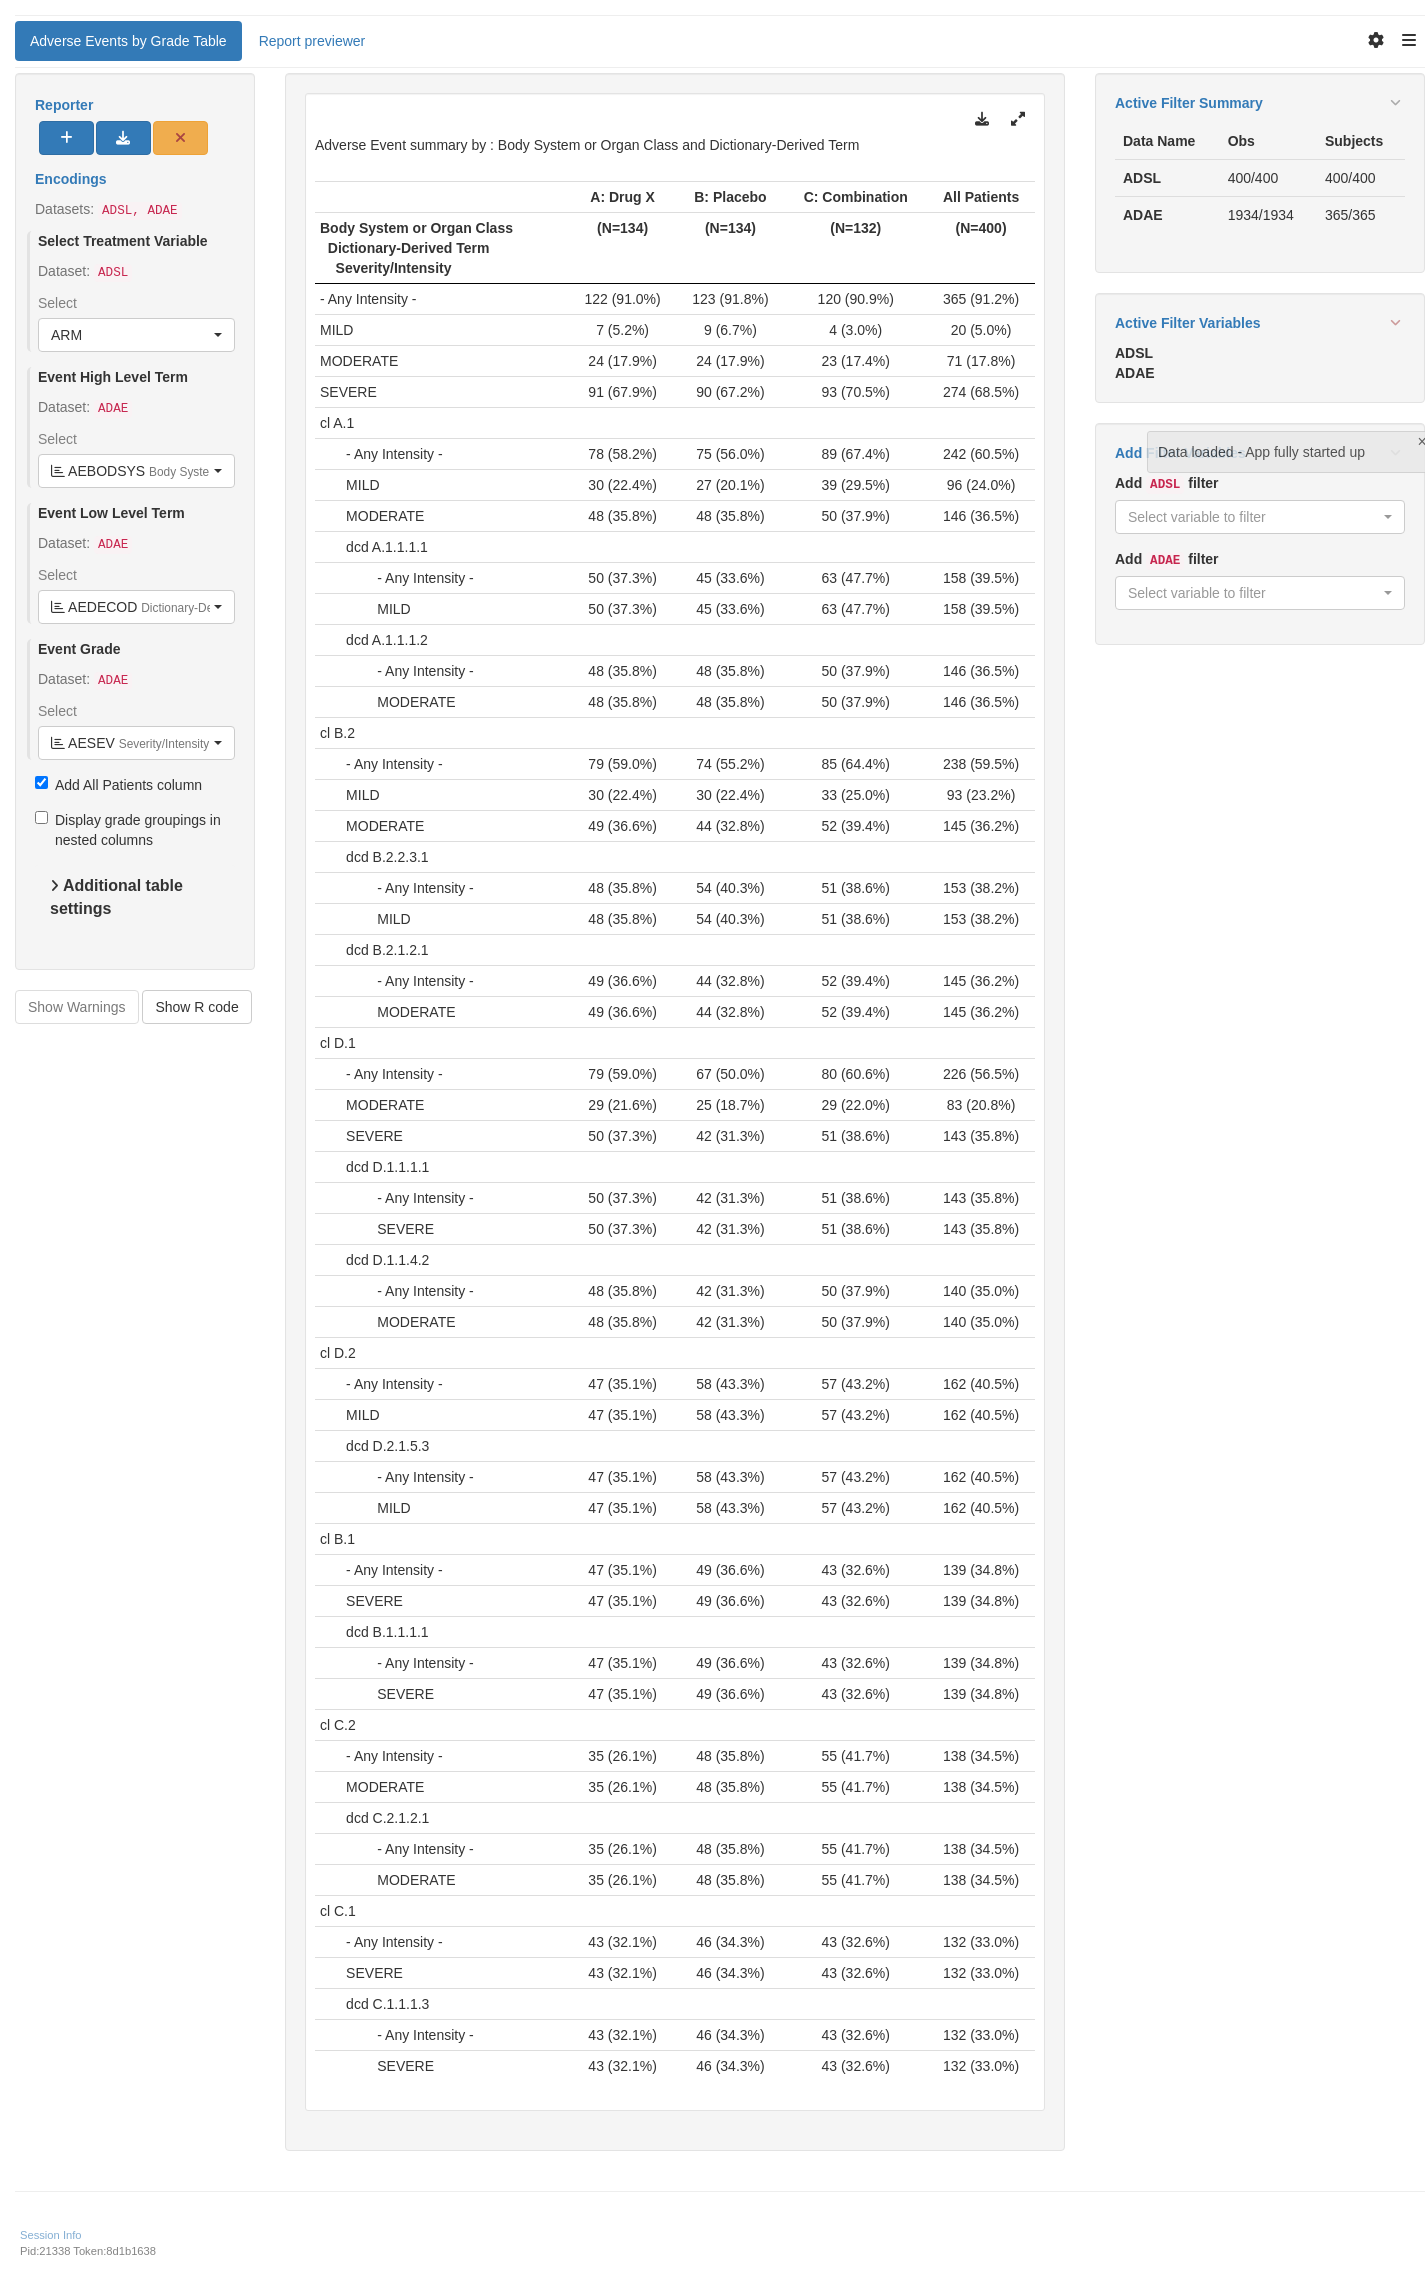 Adverse Events by Grade Table Report previewer
Reporter
Encodings
Datasets: ADSL, ADAE
Select Treatment Variable
Dataset: ADSL
Select
ARM
Event High Level Term
Dataset: ADAE
Select
AEBODSYS Body Syste
Event Low Level Term
Dataset: ADAE
Select
AEDECOD Dictionary-De
Event Grade
Dataset: ADAE
Select
AESEV Severity/Intensity
Add All Patients column
Display grade groupings in
nested columns
Additional table
settings
Show Warnings Show R code
Adverse Event summary by : Body System or Organ Class and Dictionary-Derived Term
A: Drug X B: Placebo C: Combination All Patients
Body System or Organ Class (N=134) (N=134) (N=132) (N=400)
Dictionary-Derived Term
Severity/Intensity
- Any Intensity - 122 (91.0%) 123 (91.8%) 120 (90.9%) 365 (91.2%)
MILD 7 (5.2%) 9 (6.7%) 4 (3.0%) 20 (5.0%)
MODERATE 24 (17.9%) 24 (17.9%) 23 (17.4%) 71 (17.8%)
SEVERE 91 (67.9%) 90 (67.2%) 93 (70.5%) 274 (68.5%)
cl A.1
- Any Intensity - 78 (58.2%) 75 (56.0%) 89 (67.4%) 242 (60.5%)
MILD 30 (22.4%) 27 (20.1%) 39 (29.5%) 96 (24.0%)
MODERATE 48 (35.8%) 48 (35.8%) 50 (37.9%) 146 (36.5%)
dcd A.1.1.1.1
- Any Intensity - 50 (37.3%) 45 (33.6%) 63 (47.7%) 158 (39.5%)
MILD 50 (37.3%) 45 (33.6%) 63 (47.7%) 158 (39.5%)
dcd A.1.1.1.2
- Any Intensity - 48 (35.8%) 48 (35.8%) 50 (37.9%) 146 (36.5%)
MODERATE 48 (35.8%) 48 (35.8%) 50 (37.9%) 146 (36.5%)
cl B.2
- Any Intensity - 79 (59.0%) 74 (55.2%) 85 (64.4%) 238 (59.5%)
MILD 30 (22.4%) 30 (22.4%) 33 (25.0%) 93 (23.2%)
MODERATE 49 (36.6%) 44 (32.8%) 52 (39.4%) 145 (36.2%)
dcd B.2.2.3.1
- Any Intensity - 48 (35.8%) 54 (40.3%) 51 (38.6%) 153 (38.2%)
MILD 48 (35.8%) 54 (40.3%) 51 (38.6%) 153 (38.2%)
dcd B.2.1.2.1
- Any Intensity - 49 (36.6%) 44 (32.8%) 52 (39.4%) 145 (36.2%)
MODERATE 49 (36.6%) 44 (32.8%) 52 (39.4%) 145 (36.2%)
cl D.1
- Any Intensity - 79 (59.0%) 67 (50.0%) 80 (60.6%) 226 (56.5%)
MODERATE 29 (21.6%) 25 (18.7%) 29 (22.0%) 83 (20.8%)
SEVERE 50 (37.3%) 42 (31.3%) 51 (38.6%) 143 (35.8%)
dcd D.1.1.1.1
- Any Intensity - 50 (37.3%) 42 (31.3%) 51 (38.6%) 143 (35.8%)
SEVERE 50 (37.3%) 42 (31.3%) 51 (38.6%) 143 (35.8%)
dcd D.1.1.4.2
- Any Intensity - 48 (35.8%) 42 (31.3%) 50 (37.9%) 140 (35.0%)
MODERATE 48 (35.8%) 42 (31.3%) 50 (37.9%) 140 (35.0%)
cl D.2
- Any Intensity - 47 (35.1%) 58 (43.3%) 57 (43.2%) 162 (40.5%)
MILD 47 (35.1%) 58 (43.3%) 57 (43.2%) 162 (40.5%)
dcd D.2.1.5.3
- Any Intensity - 47 (35.1%) 58 (43.3%) 57 (43.2%) 162 (40.5%)
MILD 47 (35.1%) 58 (43.3%) 57 (43.2%) 162 (40.5%)
cl B.1
- Any Intensity - 47 (35.1%) 49 (36.6%) 43 (32.6%) 139 (34.8%)
SEVERE 47 (35.1%) 49 (36.6%) 43 (32.6%) 139 (34.8%)
dcd B.1.1.1.1
- Any Intensity - 47 (35.1%) 49 (36.6%) 43 (32.6%) 139 (34.8%)
SEVERE 47 (35.1%) 49 (36.6%) 43 (32.6%) 139 (34.8%)
cl C.2
- Any Intensity - 35 (26.1%) 48 (35.8%) 55 (41.7%) 138 (34.5%)
MODERATE 35 (26.1%) 48 (35.8%) 55 (41.7%) 138 (34.5%)
dcd C.2.1.2.1
- Any Intensity - 35 (26.1%) 48 (35.8%) 55 (41.7%) 138 (34.5%)
MODERATE 35 (26.1%) 48 (35.8%) 55 (41.7%) 138 (34.5%)
cl C.1
- Any Intensity - 43 (32.1%) 46 (34.3%) 43 (32.6%) 132 (33.0%)
SEVERE 43 (32.1%) 46 (34.3%) 43 (32.6%) 132 (33.0%)
dcd C.1.1.1.3
- Any Intensity - 43 (32.1%) 46 (34.3%) 43 (32.6%) 132 (33.0%)
SEVERE 43 (32.1%) 46 (34.3%) 43 (32.6%) 132 (33.0%)
Active Filter Summary
Data Name Obs Subjects
ADSL 400/400 400/400
ADAE 1934/1934 365/365
Active Filter Variables
ADSL
ADAE
Add
Data loaded - App fully started up
Add ADSL filter
Select variable to filter
Add ADAE filter
Select variable to filter
Session Info
Pid:21338 Token:8d1b1638